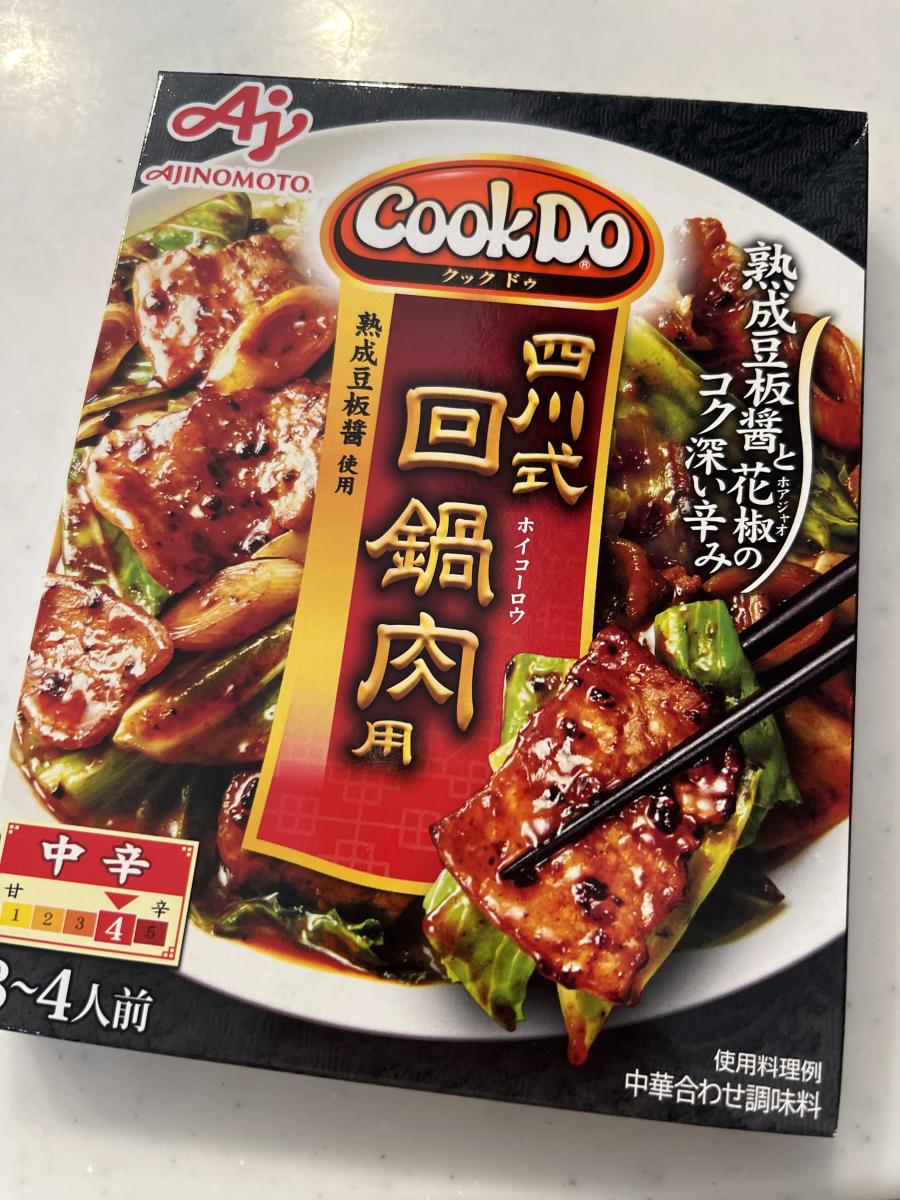 Aj
AJINOMOTO®
Cook Do®
クック ドゥ
熟成豆板醤と花椒の
ホアジャオ
コク深い辛み
四川式
回鍋肉用
ホイコーロウ
熟成豆板醤使用
中辛
甘 辛
1 2 3 4 5
3~4人前
使用料理例
中華合わせ調味料